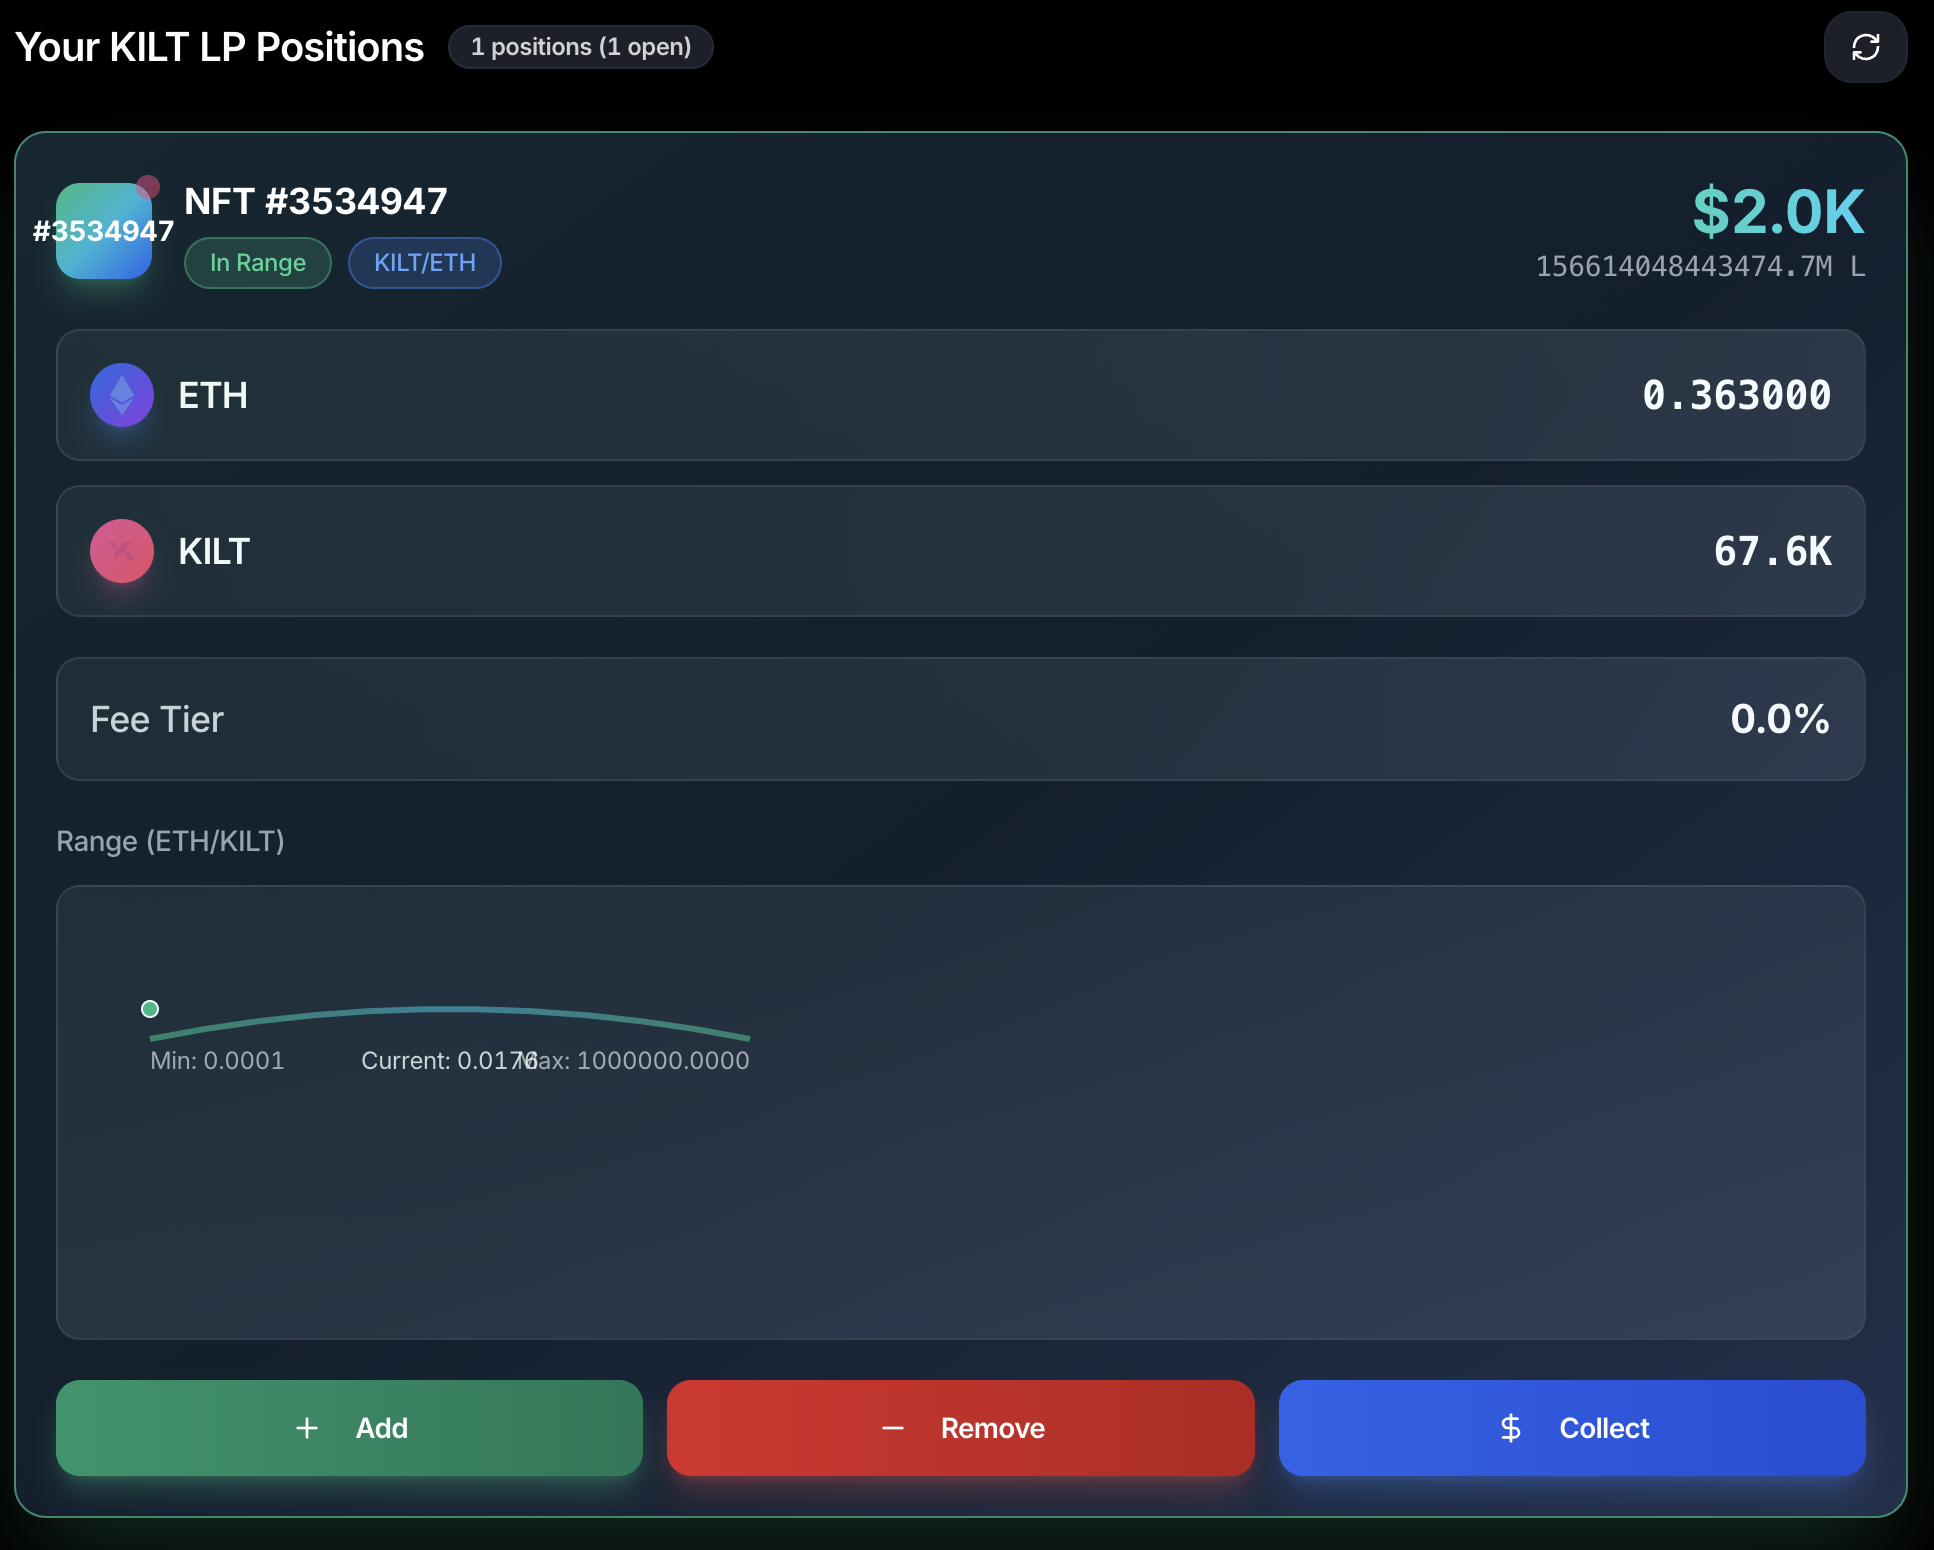 Your KILT LP Positions
1 positions (1 open)
#3534947
NFT #3534947
In Range
KILT/ETH
$2.0K
156614048443474.7M L
ETH
0.363000
KILT
67.6K
Fee Tier
0.0%
Range (ETH/KILT)
Min: 0.0001
Current: 0.0176
Max: 1000000.0000
+ Add
− Remove
$ Collect